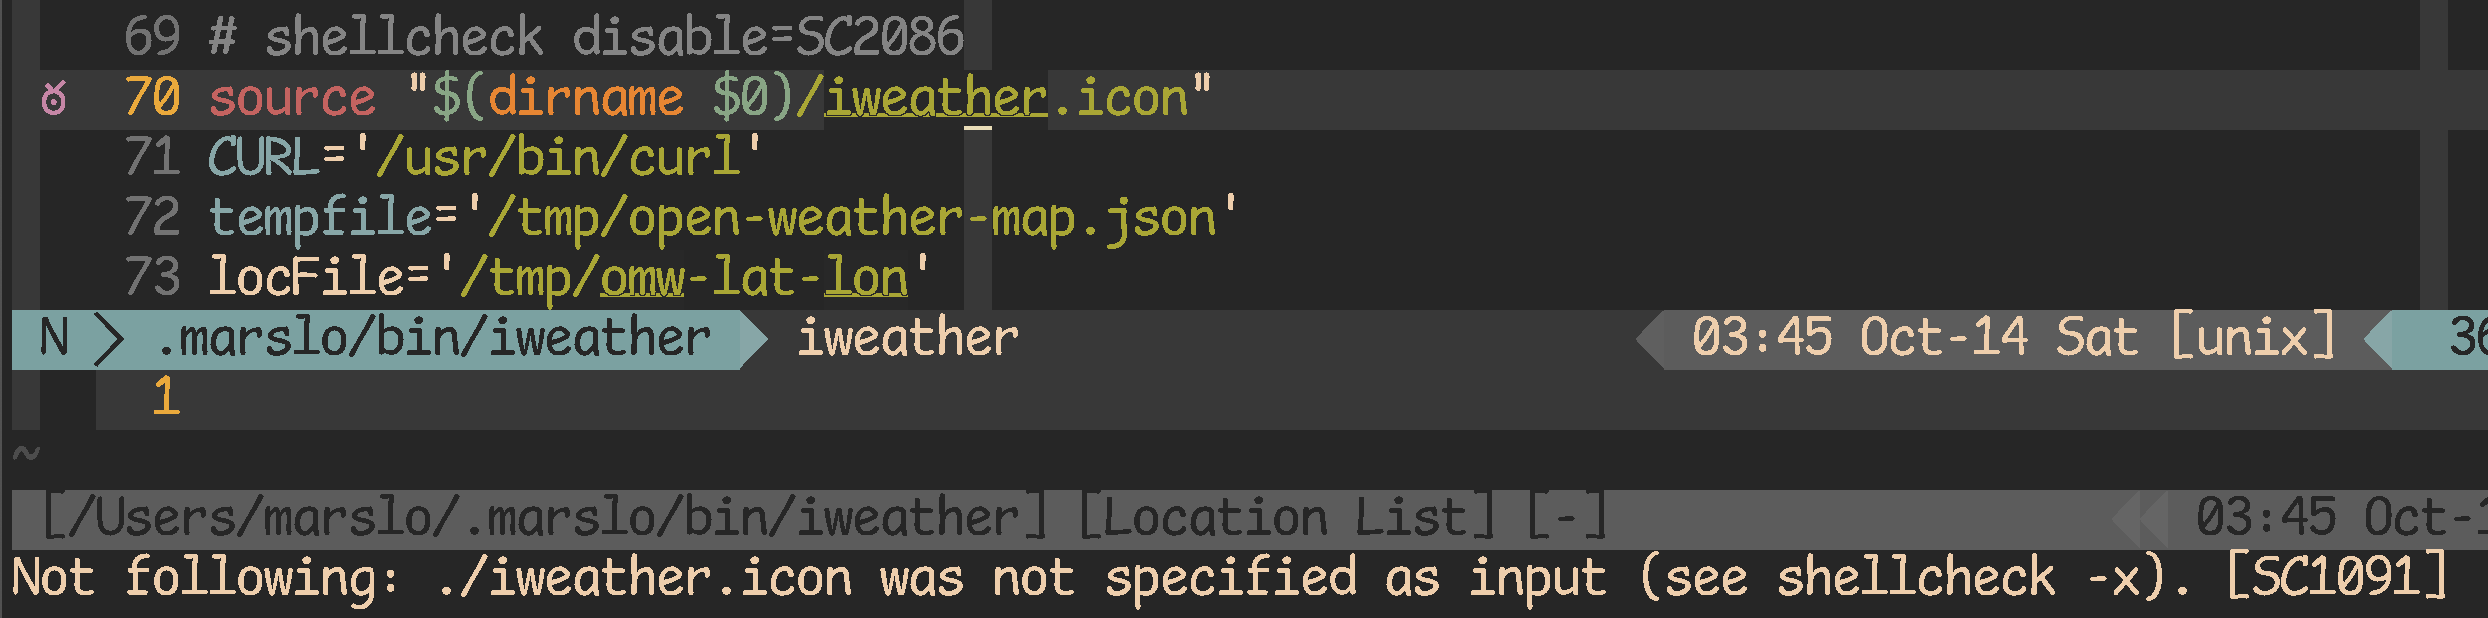 69 # shellcheck disable=SC2086
70 source "$(dirname $0)/iweather.icon"
71 CURL='/usr/bin/curl'
72 tempfile='/tmp/open-weather-map.json'
73 locFile='/tmp/omw-lat-lon'
N .marslo/bin/iweather iweather 03:45 Oct-14 Sat [unix] 36
1
~
[/Users/marslo/.marslo/bin/iweather] [Location List] [-] 03:45 Oct-1
Not following: ./iweather.icon was not specified as input (see shellcheck -x). [SC1091]